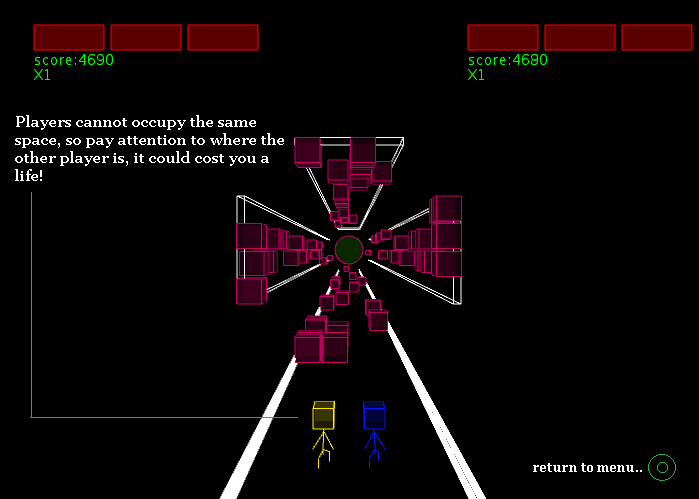 score:4690
X1
score:4680
X1
Players cannot occupy the same
space, so pay attention to where the
other player is, it could cost you a
life!
return to menu..